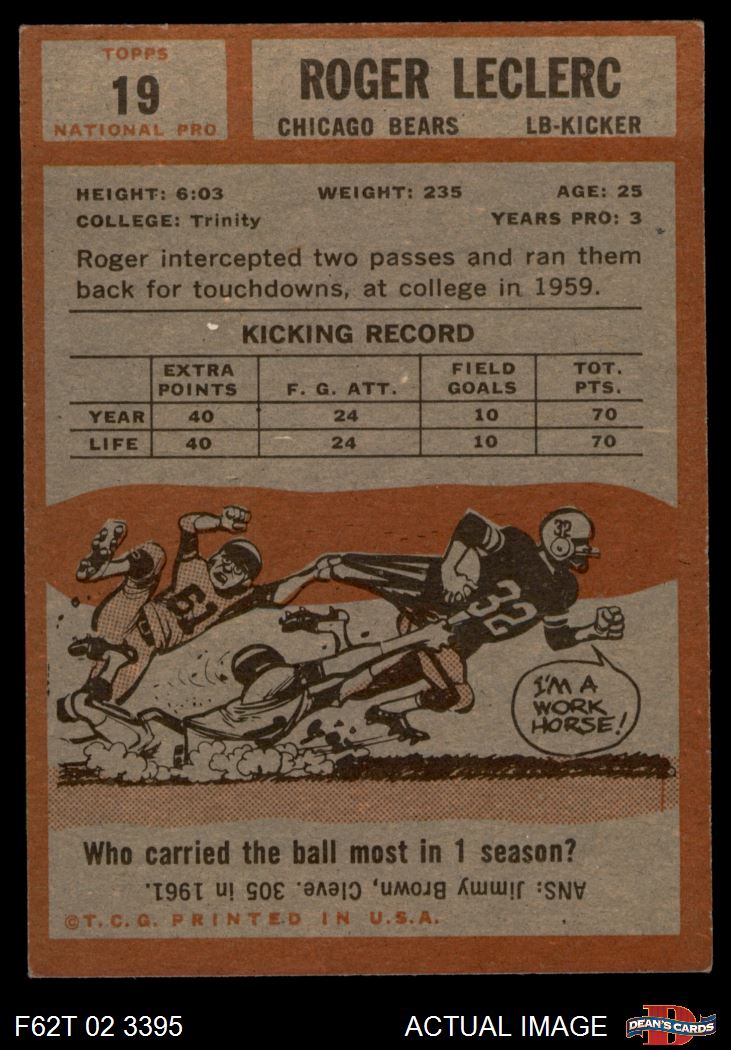 TOPPS
19
NATIONAL PRO
ROGER LECLERC
CHICAGO BEARS LB-KICKER
HEIGHT: 6:03 WEIGHT: 235 AGE: 25
COLLEGE: Trinity YEARS PRO: 3
Roger intercepted two passes and ran them
back for touchdowns, at college in 1959.
KICKING RECORD
EXTRA POINTS F. G. ATT. FIELD GOALS TOT. PTS.
YEAR 40 24 10 70
LIFE 40 24 10 70
32
61
32
I'M A
WORK
HORSE!
Who carried the ball most in 1 season?
ANS: Jimmy Brown, Cleve. 305 in 1961.
©T.C.G. PRINTED IN U.S.A.
F62T 02 3395 ACTUAL IMAGE
D
DEAN'S CARDS